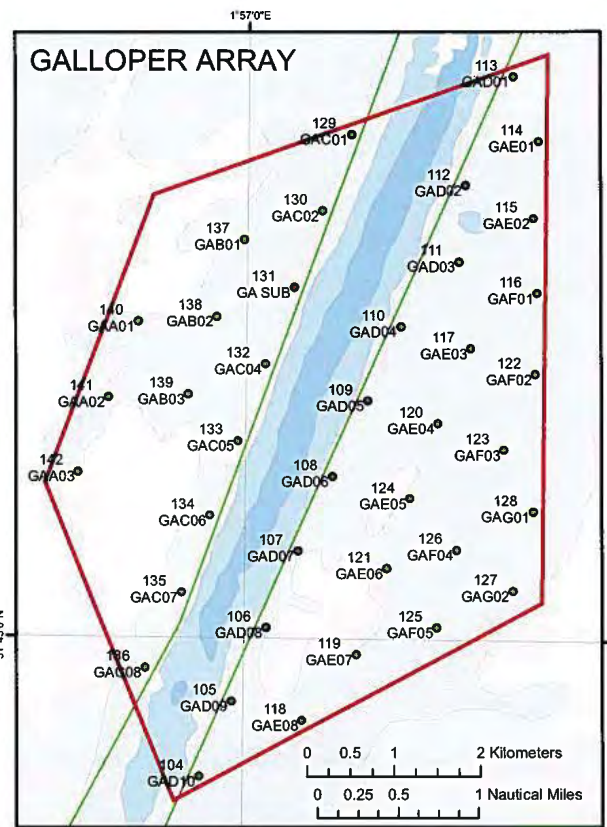 1°57'0"E
GALLOPER ARRAY
113
GAD01
129
GAC01
114
GAE01
112
GAD02
130
GAC02
115
GAE02
137
GAB01
111
GAD03
131
GA SUB
116
GAF01
140
GAA01
138
GAB02
110
GAD04
117
GAE03
132
GAC04
122
GAF02
141
GAA02
139
GAB03
109
GAD05
120
GAE04
133
GAC05
123
GAF03
142
GAA03
108
GAD06
124
GAE05
134
GAC06
128
GAG01
107
GAD07
126
GAF04
121
GAE06
135
GAC07
127
GAG02
106
GAD08
125
GAF05
119
GAE07
136
GAC08
105
GAD09
118
GAE08
104
GAD10
0 0.5 1 2 Kilometers
0 0.25 0.5 1 Nautical Miles